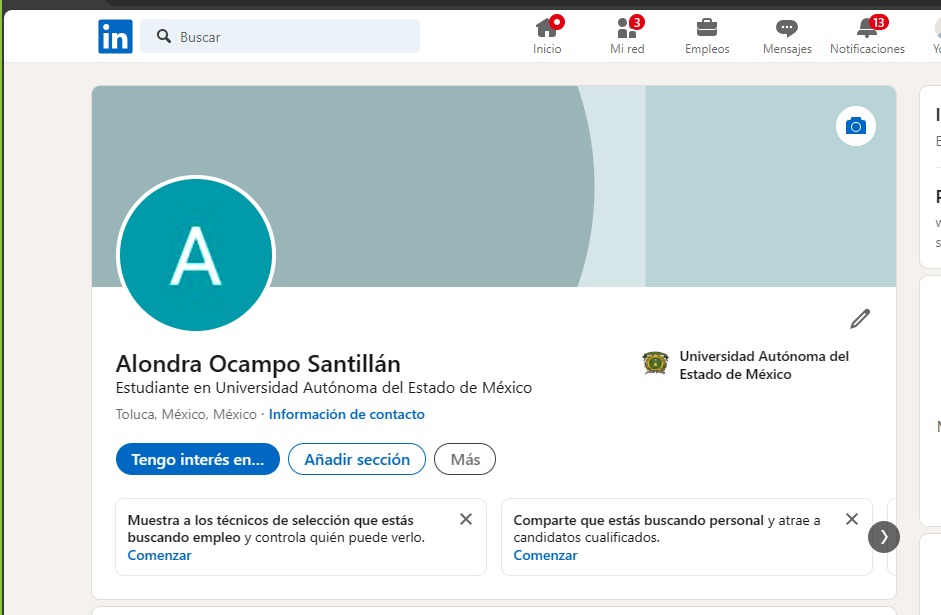 in
Buscar
3
13
Inicio
Mi red
Empleos
Mensajes
Notificaciones
A
Alondra Ocampo Santillán
Estudiante en Universidad Autónoma del Estado de México
Toluca, México, México · Información de contacto
Universidad Autónoma del
Estado de México
Tengo interés en...
Añadir sección
Más
Muestra a los técnicos de selección que estás
buscando empleo y controla quién puede verlo.
Comenzar
Comparte que estás buscando personal y atrae a
candidatos cualificados.
Comenzar